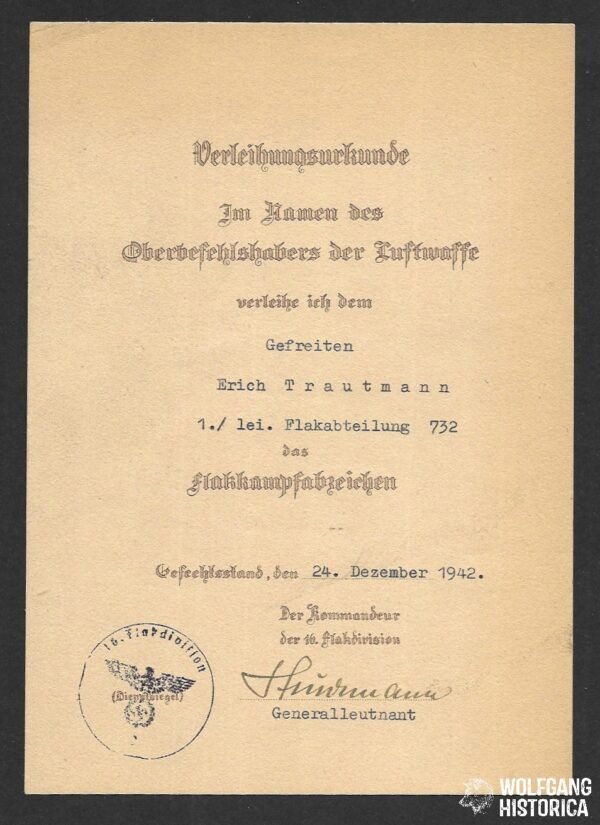 Verleihungsurkunde
Im Namen des
Oberbefehlshabers der Luftwaffe
verleihe ich dem
Gefreiten
Erich Trautmann
1./ lei. Flakabteilung 732
das
Flakkampfabzeichen
Gefechtsstand, den 24. Dezember 1942.
Der Kommandeur
der 16. Flakdivision
16. Flakdivision
(Dienstsiegel)
Generalleutnant
WOLFGANG
HISTORICA